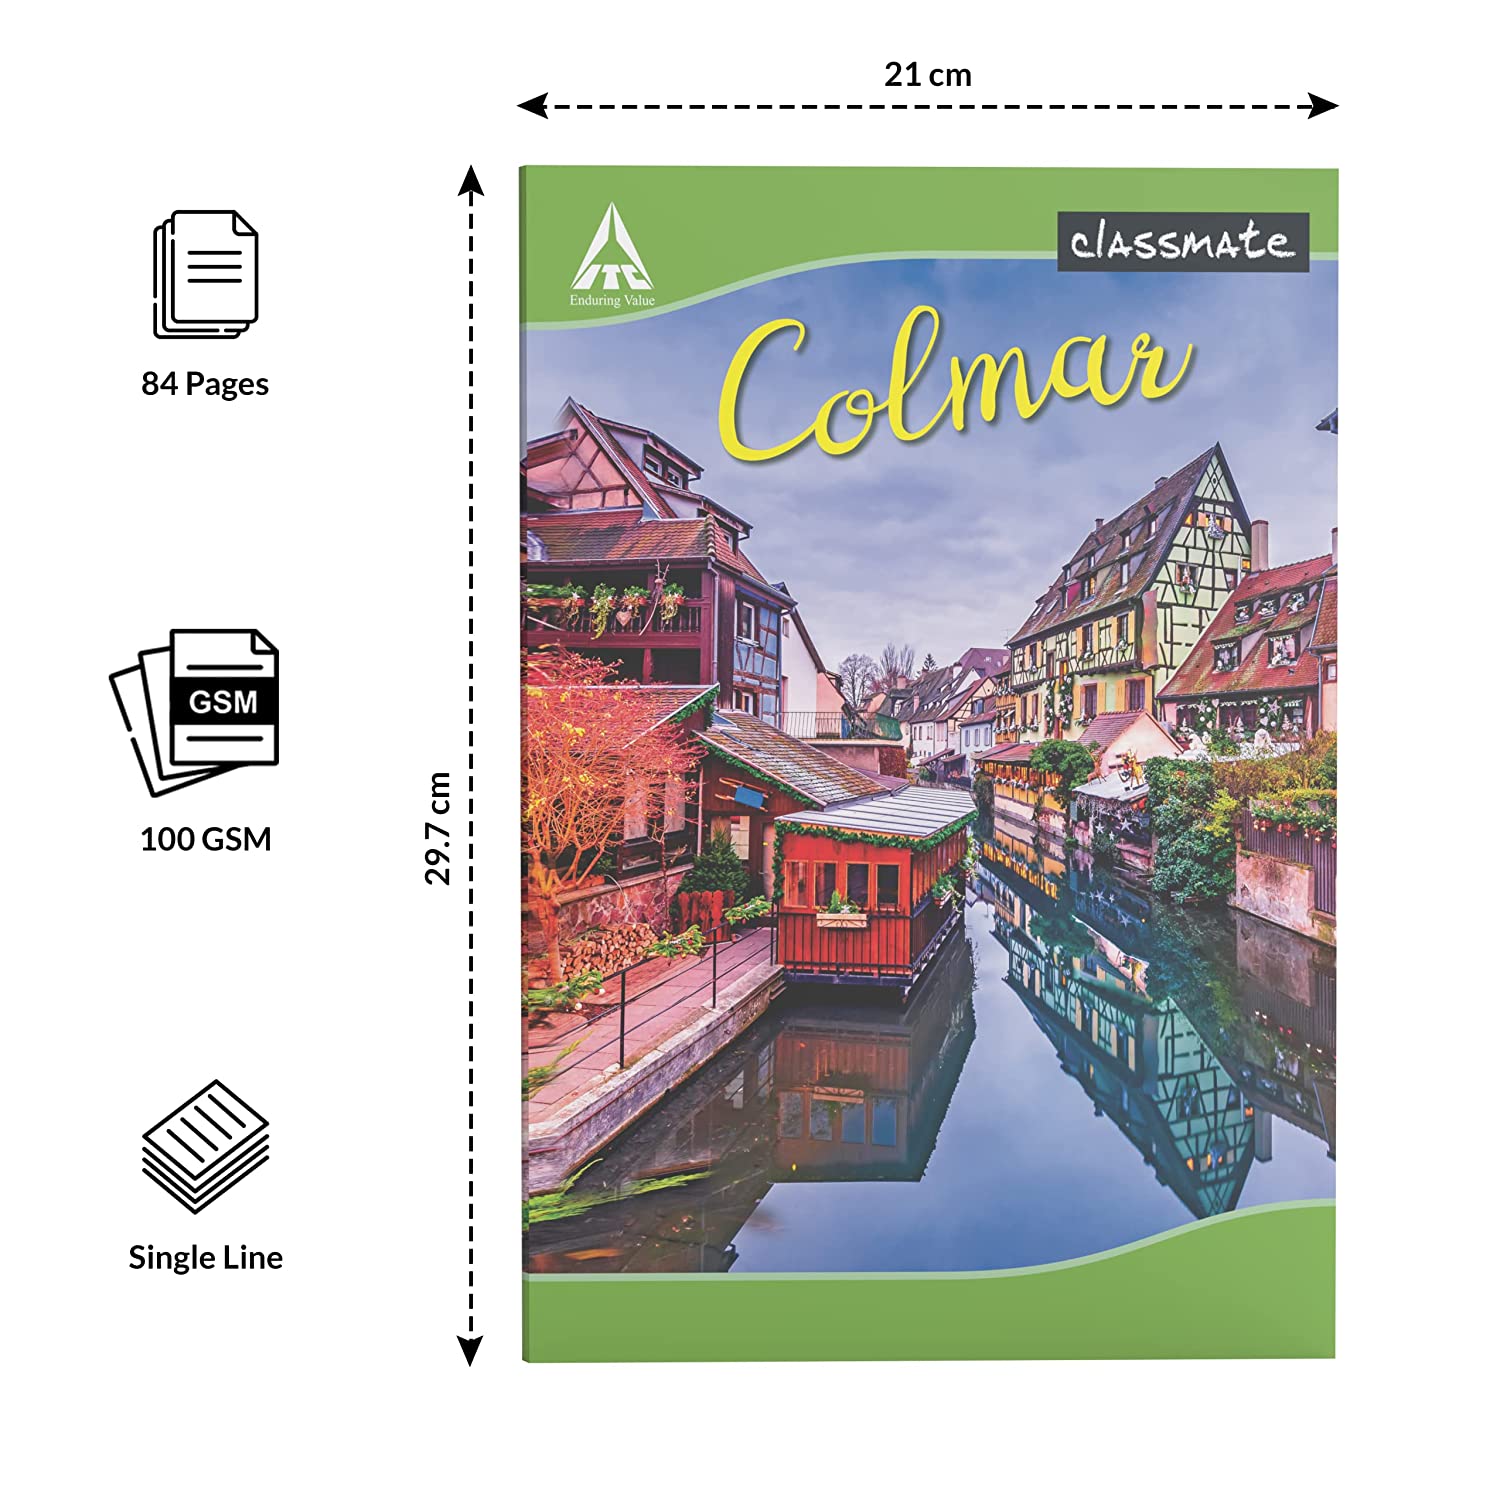 21 cm
classmate
ITC
Enduring Value
Colmar
84 Pages
GSM
100 GSM
29.7 cm
Single Line